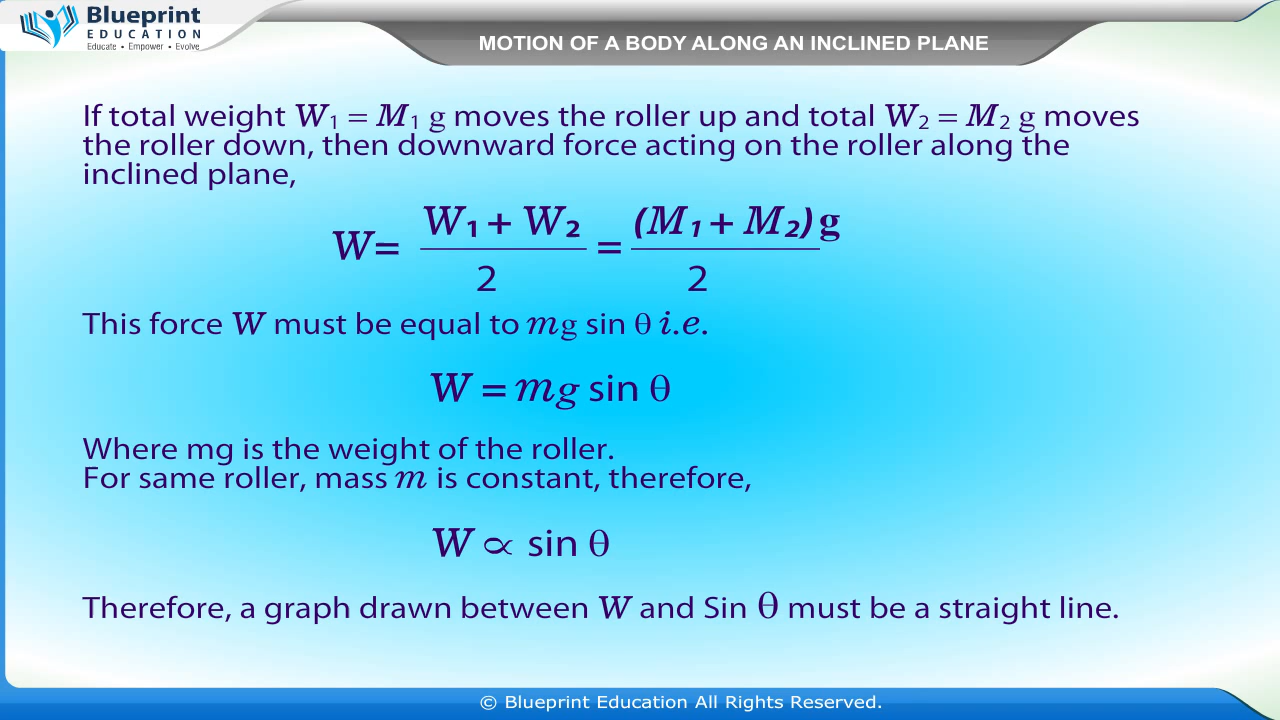 Blueprint
EDUCATION
Educate • Empower • Evolve
MOTION OF A BODY ALONG AN INCLINED PLANE
If total weight W₁ = M₁ g moves the roller up and total W₂ = M₂ g moves
the roller down, then downward force acting on the roller along the
inclined plane,
W = (W₁ + W₂)/2 = (M₁ + M₂)g/2
This force W must be equal to mg sin θ i.e.
W = mg sin θ
Where mg is the weight of the roller.
For same roller, mass m is constant, therefore,
W ∝ sin θ
Therefore, a graph drawn between W and Sin θ must be a straight line.
© Blueprint Education All Rights Reserved.